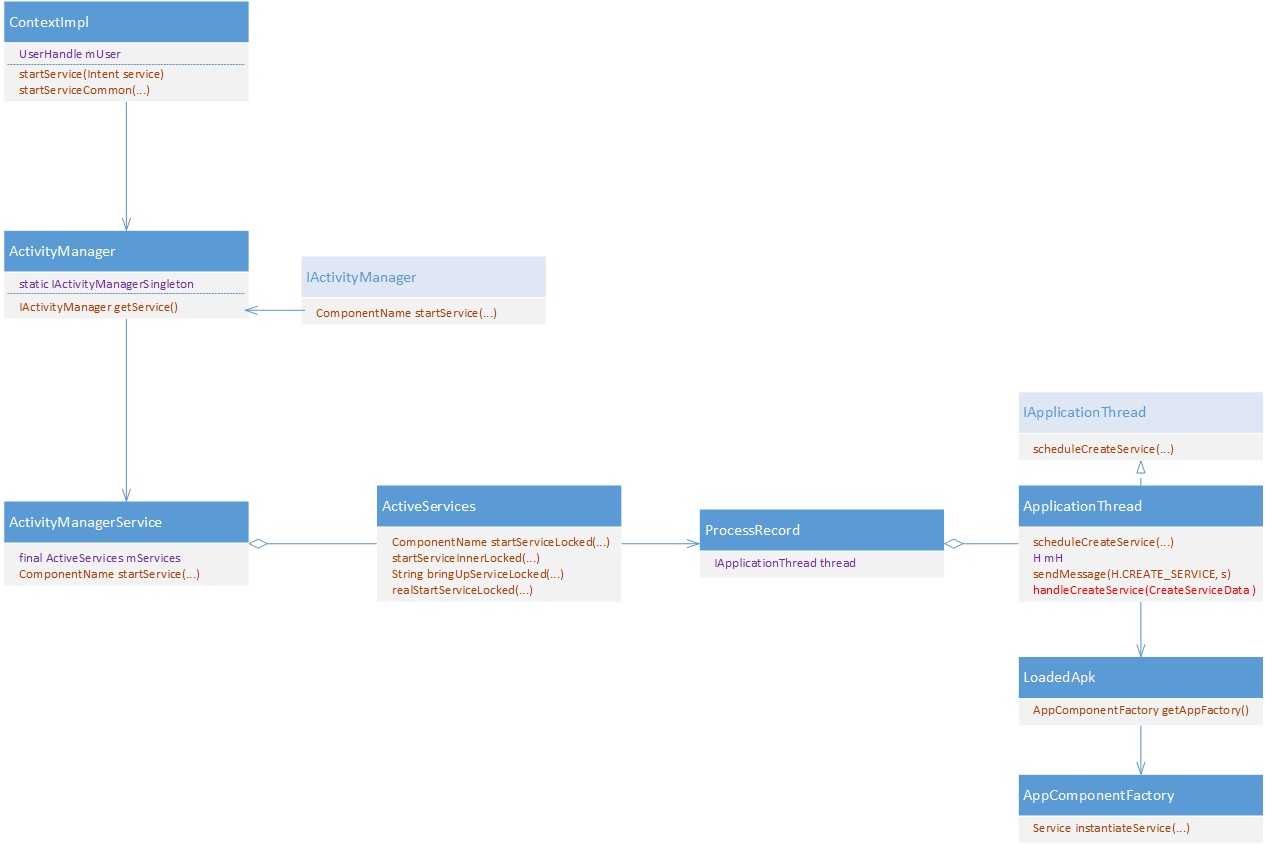 ContextImpl
UserHandle mUser
startService(Intent service)
startServiceCommon(...)
ActivityManager
static IActivityManagerSingleton
IActivityManager getService()
IActivityManager
ComponentName startService(...)
IApplicationThread
scheduleCreateService(...)
ActivityManagerService
final ActiveServices mServices
ComponentName startService(...)
ActiveServices
ComponentName startServiceLocked(...)
startServiceInnerLocked(...)
String bringUpServiceLocked(...)
realStartServiceLocked(...)
ProcessRecord
IApplicationThread thread
ApplicationThread
scheduleCreateService(...)
H mH
sendMessage(H.CREATE_SERVICE, s)
handleCreateService(CreateServiceData )
LoadedApk
AppComponentFactory getAppFactory()
AppComponentFactory
Service instantiateService(...)